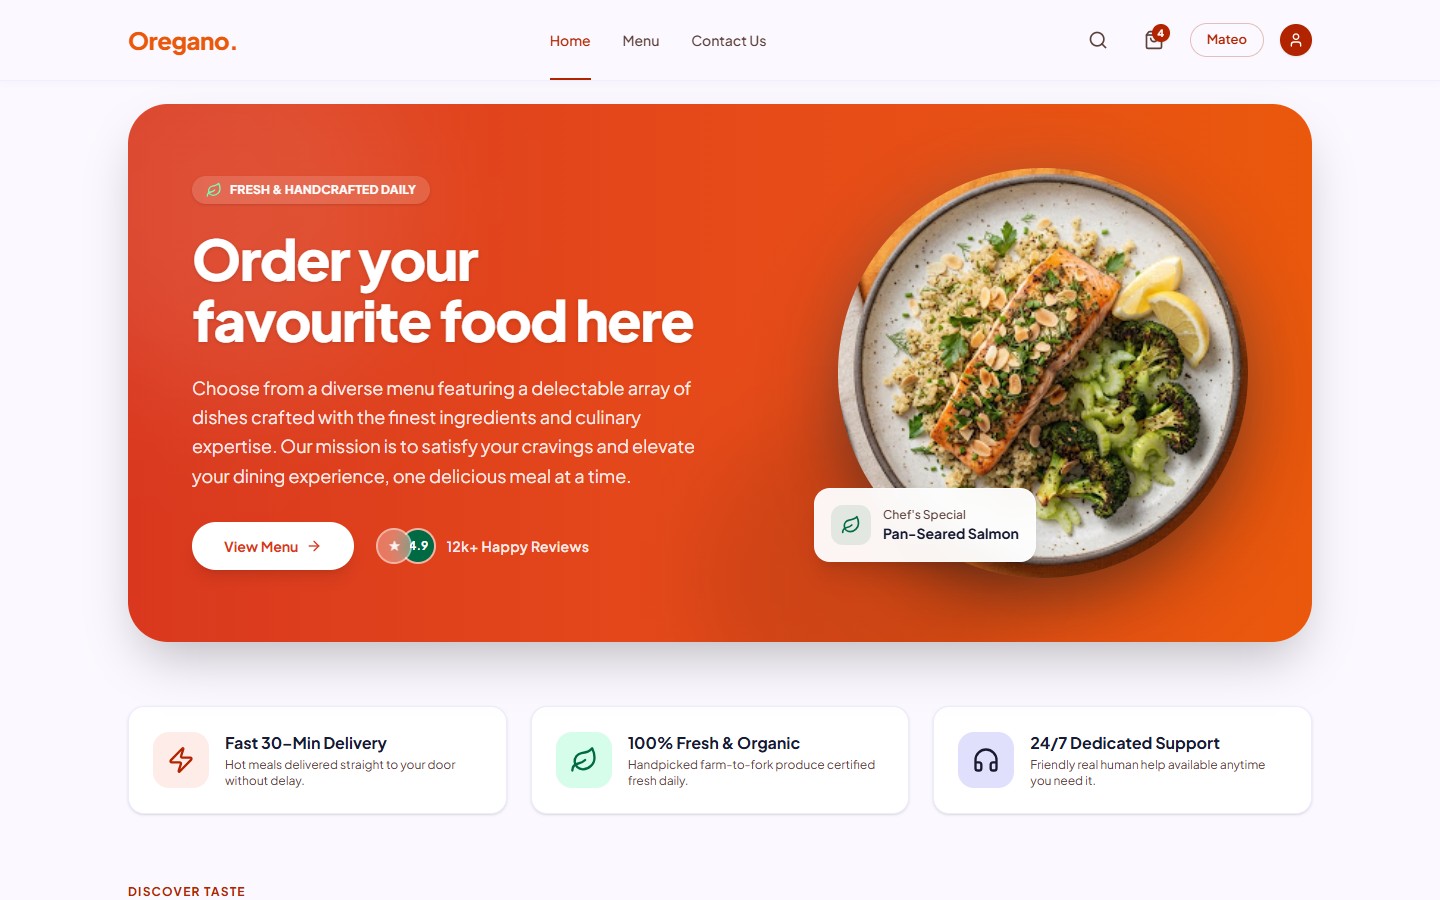 Oregano.
Home
Menu
Contact Us
4
Mateo
FRESH & HANDCRAFTED DAILY
Order your
favourite food here
Choose from a diverse menu featuring a delectable array of
dishes crafted with the finest ingredients and culinary
expertise. Our mission is to satisfy your cravings and elevate
your dining experience, one delicious meal at a time.
View Menu
4.9
12k+ Happy Reviews
Chef's Special
Pan-Seared Salmon
Fast 30-Min Delivery
Hot meals delivered straight to your door
without delay.
100% Fresh & Organic
Handpicked farm-to-fork produce certified
fresh daily.
24/7 Dedicated Support
Friendly real human help available anytime
you need it.
DISCOVER TASTE